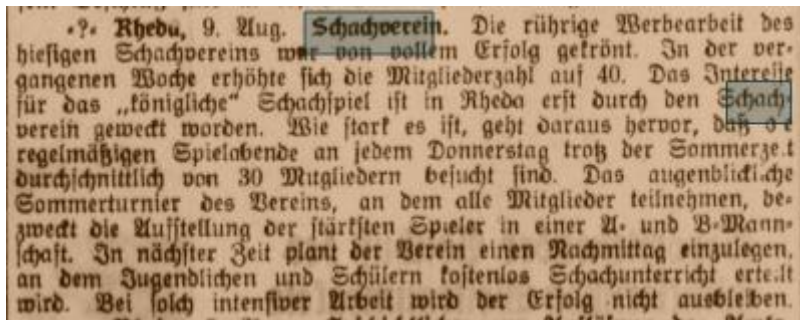 ·?· Rheda, 9. Aug. Schachverein. Die rührige Werbearbeit des
hiesigen Schachvereins war von vollem Erfolg gekrönt. In der ver-
gangenen Woche erhöhte sich die Mitgliederzahl auf 40. Das Interesse
für das „königliche“ Schachspiel ist in Rheda erst durch den Schach-
verein geweckt worden. Wie stark es ist, geht daraus hervor, daß die
regelmäßigen Spielabende an jedem Donnerstag trotz der Sommerzeit
durchschnittlich von 30 Mitgliedern besucht sind. Das augenblickliche
Sommerturnier des Vereins, an dem alle Mitglieder teilnehmen, be-
zweckt die Aufstellung der stärksten Spieler in einer A- und B-Mann-
schaft. In nächster Zeit plant der Verein einen Nachmittag einzulegen,
an dem Jugendlichen und Schülern kostenlos Schachunterricht erteilt
wird. Bei solch intensiver Arbeit wird der Erfolg nicht ausbleiben.